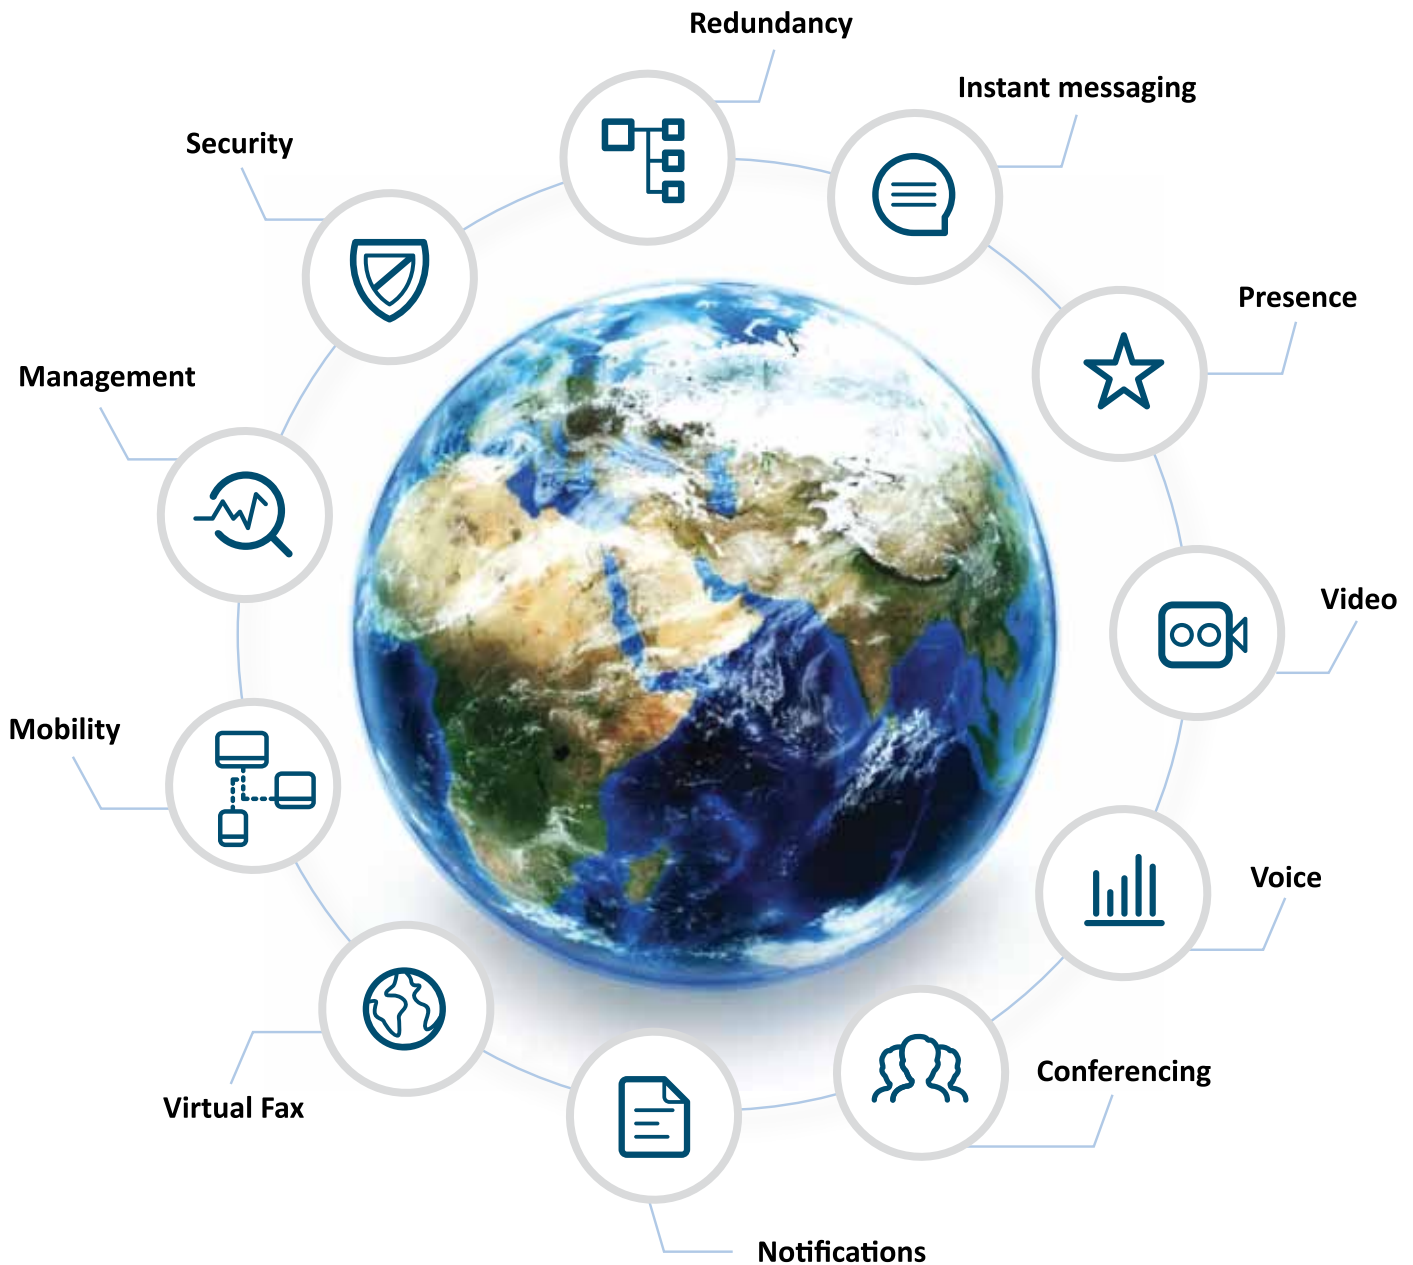 Redundancy
Instant messaging
Security
Presence
Management
Video
Mobility
Voice
Conferencing
Virtual Fax
Notifications